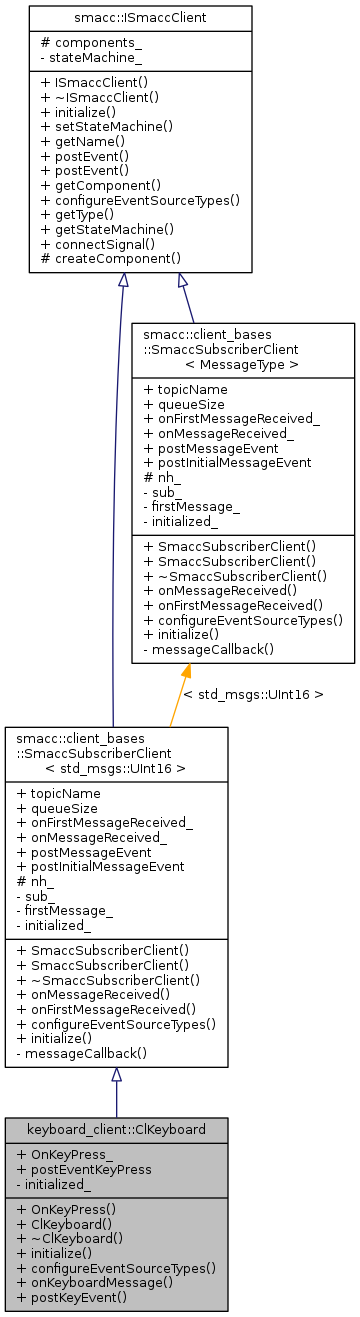 smacc::ISmaccClient
# components_
- stateMachine_
+ ISmaccClient()
+ ~ISmaccClient()
+ initialize()
+ setStateMachine()
+ getName()
+ postEvent()
+ postEvent()
+ getComponent()
+ configureEventSourceTypes()
+ getType()
+ getStateMachine()
+ connectSignal()
# createComponent()
smacc::client_bases
::SmaccSubscriberClient
< MessageType >
+ topicName
+ queueSize
+ onFirstMessageReceived_
+ onMessageReceived_
+ postMessageEvent
+ postInitialMessageEvent
# nh_
- sub_
- firstMessage_
- initialized_
+ SmaccSubscriberClient()
+ SmaccSubscriberClient()
+ ~SmaccSubscriberClient()
+ onMessageReceived()
+ onFirstMessageReceived()
+ configureEventSourceTypes()
+ initialize()
- messageCallback()
< std_msgs::UInt16 >
smacc::client_bases
::SmaccSubscriberClient
< std_msgs::UInt16 >
+ topicName
+ queueSize
+ onFirstMessageReceived_
+ onMessageReceived_
+ postMessageEvent
+ postInitialMessageEvent
# nh_
- sub_
- firstMessage_
- initialized_
+ SmaccSubscriberClient()
+ SmaccSubscriberClient()
+ ~SmaccSubscriberClient()
+ onMessageReceived()
+ onFirstMessageReceived()
+ configureEventSourceTypes()
+ initialize()
- messageCallback()
keyboard_client::ClKeyboard
+ OnKeyPress_
+ postEventKeyPress
- initialized_
+ OnKeyPress()
+ ClKeyboard()
+ ~ClKeyboard()
+ initialize()
+ configureEventSourceTypes()
+ onKeyboardMessage()
+ postKeyEvent()